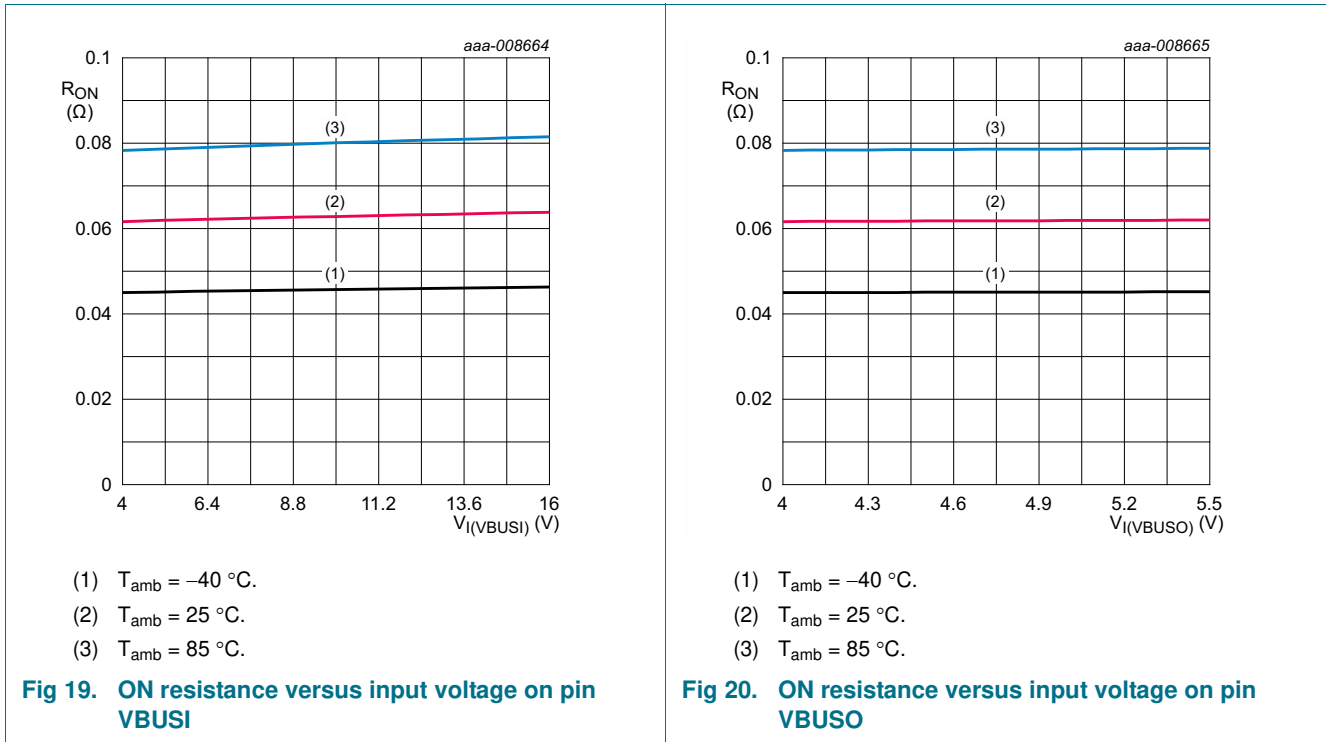 aaa-008664
0.1
RON
(Ω)
(3)
0.08
(2)
0.06
(1)
0.04
0.02
0
4 6.4 8.8 11.2 13.6 16
VI(VBUSI) (V)
(1) Tamb = −40 °C.
(2) Tamb = 25 °C.
(3) Tamb = 85 °C.
Fig 19. ON resistance versus input voltage on pin
VBUSI
aaa-008665
0.1
RON
(Ω)
(3)
0.08
(2)
0.06
(1)
0.04
0.02
0
4 4.3 4.6 4.9 5.2 5.5
VI(VBUSO) (V)
(1) Tamb = −40 °C.
(2) Tamb = 25 °C.
(3) Tamb = 85 °C.
Fig 20. ON resistance versus input voltage on pin
VBUSO